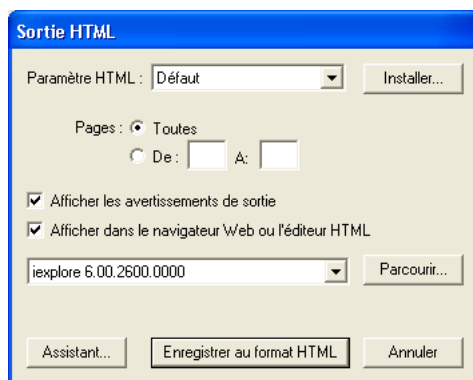 Sortie HTML
Paramètre HTML : Défaut Installer...
Pages : Toutes
De : A:
Afficher les avertissements de sortie
Afficher dans le navigateur Web ou l'éditeur HTML
iexplore 6.00.2600.0000 Parcourir...
Assistant... Enregistrer au format HTML Annuler